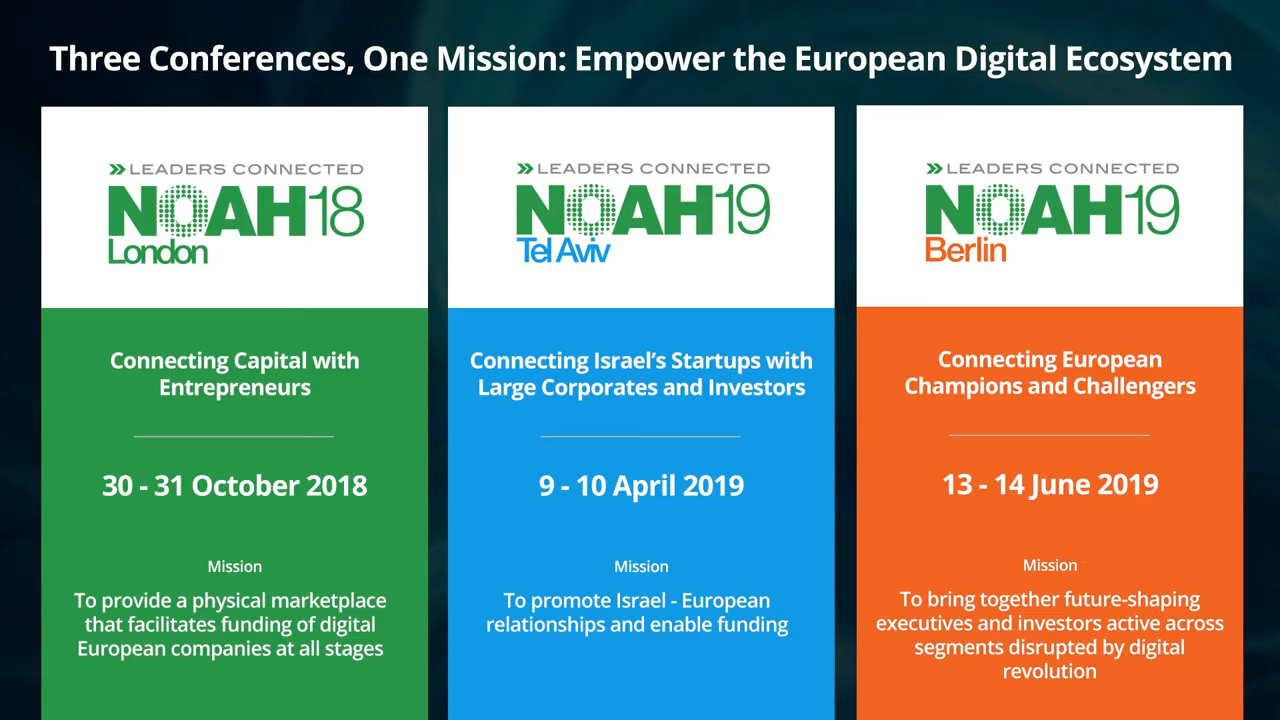 Three Conferences, One Mission: Empower the European Digital Ecosystem
LEADERS CONNECTED
NOAH18
London
Connecting Capital with
Entrepreneurs
30 - 31 October 2018
Mission
To provide a physical marketplace
that facilitates funding of digital
European companies at all stages
LEADERS CONNECTED
NOAH19
Tel Aviv
Connecting Israel's Startups with
Large Corporates and Investors
9 - 10 April 2019
Mission
To promote Israel - European
relationships and enable funding
LEADERS CONNECTED
NOAH19
Berlin
Connecting European
Champions and Challengers
13 - 14 June 2019
Mission
To bring together future-shaping
executives and investors active across
segments disrupted by digital
revolution